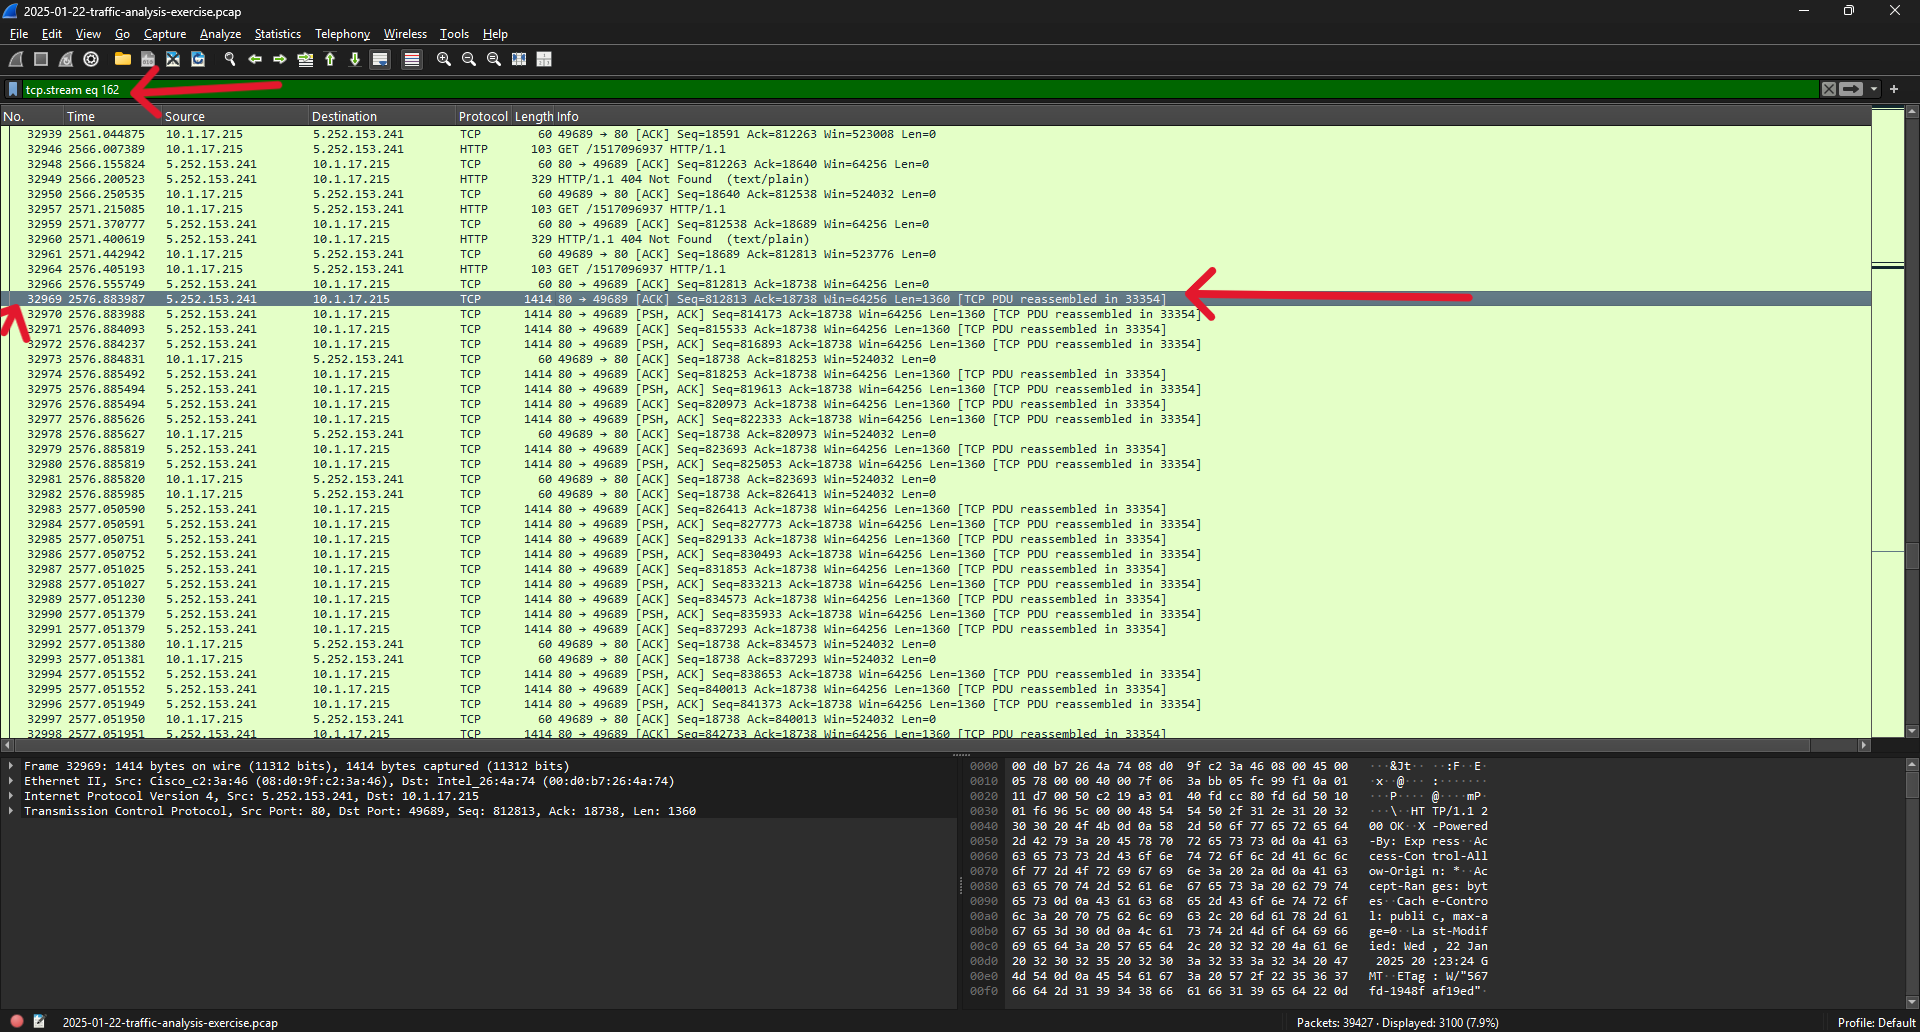 2025-01-22-traffic-analysis-exercise.pcap
File Edit View Go Capture Analyze Statistics Telephony Wireless Tools Help
tcp.stream eq 162
No. Time Source Destination Protocol Length Info
32939 2561.044875 10.1.17.215 5.252.153.241 TCP 60 49689 → 80 [ACK] Seq=18591 Ack=812263 Win=523008 Len=0
32946 2566.007389 10.1.17.215 5.252.153.241 HTTP 103 GET /1517096937 HTTP/1.1
32948 2566.155824 5.252.153.241 10.1.17.215 TCP 60 80 → 49689 [ACK] Seq=812263 Ack=18640 Win=64256 Len=0
32949 2566.200523 5.252.153.241 10.1.17.215 HTTP 329 HTTP/1.1 404 Not Found (text/plain)
32950 2566.250535 10.1.17.215 5.252.153.241 TCP 60 49689 → 80 [ACK] Seq=18640 Ack=812538 Win=524032 Len=0
32957 2571.215085 10.1.17.215 5.252.153.241 HTTP 103 GET /1517096937 HTTP/1.1
32959 2571.370777 5.252.153.241 10.1.17.215 TCP 60 80 → 49689 [ACK] Seq=812538 Ack=18689 Win=64256 Len=0
32960 2571.400619 5.252.153.241 10.1.17.215 HTTP 329 HTTP/1.1 404 Not Found (text/plain)
32961 2571.442942 10.1.17.215 5.252.153.241 TCP 60 49689 → 80 [ACK] Seq=18689 Ack=812813 Win=523776 Len=0
32964 2576.405193 10.1.17.215 5.252.153.241 HTTP 103 GET /1517096937 HTTP/1.1
32966 2576.555749 5.252.153.241 10.1.17.215 TCP 60 80 → 49689 [ACK] Seq=812813 Ack=18738 Win=64256 Len=0
32969 2576.883987 5.252.153.241 10.1.17.215 TCP 1414 80 → 49689 [ACK] Seq=812813 Ack=18738 Win=64256 Len=1360 [TCP PDU reassembled in 33354]
32970 2576.883988 5.252.153.241 10.1.17.215 TCP 1414 80 → 49689 [PSH, ACK] Seq=814173 Ack=18738 Win=64256 Len=1360 [TCP PDU reassembled in 33354]
32971 2576.884093 5.252.153.241 10.1.17.215 TCP 1414 80 → 49689 [ACK] Seq=815533 Ack=18738 Win=64256 Len=1360 [TCP PDU reassembled in 33354]
32972 2576.884237 5.252.153.241 10.1.17.215 TCP 1414 80 → 49689 [PSH, ACK] Seq=816893 Ack=18738 Win=64256 Len=1360 [TCP PDU reassembled in 33354]
32973 2576.884831 10.1.17.215 5.252.153.241 TCP 60 49689 → 80 [ACK] Seq=18738 Ack=818253 Win=524032 Len=0
32974 2576.885492 5.252.153.241 10.1.17.215 TCP 1414 80 → 49689 [ACK] Seq=818253 Ack=18738 Win=64256 Len=1360 [TCP PDU reassembled in 33354]
32975 2576.885494 5.252.153.241 10.1.17.215 TCP 1414 80 → 49689 [PSH, ACK] Seq=819613 Ack=18738 Win=64256 Len=1360 [TCP PDU reassembled in 33354]
32976 2576.885494 5.252.153.241 10.1.17.215 TCP 1414 80 → 49689 [ACK] Seq=820973 Ack=18738 Win=64256 Len=1360 [TCP PDU reassembled in 33354]
32977 2576.885626 5.252.153.241 10.1.17.215 TCP 1414 80 → 49689 [PSH, ACK] Seq=822333 Ack=18738 Win=64256 Len=1360 [TCP PDU reassembled in 33354]
32978 2576.885627 10.1.17.215 5.252.153.241 TCP 60 49689 → 80 [ACK] Seq=18738 Ack=820973 Win=524032 Len=0
32979 2576.885819 5.252.153.241 10.1.17.215 TCP 1414 80 → 49689 [ACK] Seq=823693 Ack=18738 Win=64256 Len=1360 [TCP PDU reassembled in 33354]
32980 2576.885819 5.252.153.241 10.1.17.215 TCP 1414 80 → 49689 [PSH, ACK] Seq=825053 Ack=18738 Win=64256 Len=1360 [TCP PDU reassembled in 33354]
32981 2576.885820 10.1.17.215 5.252.153.241 TCP 60 49689 → 80 [ACK] Seq=18738 Ack=823693 Win=524032 Len=0
32982 2576.885985 10.1.17.215 5.252.153.241 TCP 60 49689 → 80 [ACK] Seq=18738 Ack=826413 Win=524032 Len=0
32983 2577.050590 5.252.153.241 10.1.17.215 TCP 1414 80 → 49689 [ACK] Seq=826413 Ack=18738 Win=64256 Len=1360 [TCP PDU reassembled in 33354]
32984 2577.050591 5.252.153.241 10.1.17.215 TCP 1414 80 → 49689 [PSH, ACK] Seq=827773 Ack=18738 Win=64256 Len=1360 [TCP PDU reassembled in 33354]
32985 2577.050751 5.252.153.241 10.1.17.215 TCP 1414 80 → 49689 [ACK] Seq=829133 Ack=18738 Win=64256 Len=1360 [TCP PDU reassembled in 33354]
32986 2577.050752 5.252.153.241 10.1.17.215 TCP 1414 80 → 49689 [PSH, ACK] Seq=830493 Ack=18738 Win=64256 Len=1360 [TCP PDU reassembled in 33354]
32987 2577.051025 5.252.153.241 10.1.17.215 TCP 1414 80 → 49689 [ACK] Seq=831853 Ack=18738 Win=64256 Len=1360 [TCP PDU reassembled in 33354]
32988 2577.051027 5.252.153.241 10.1.17.215 TCP 1414 80 → 49689 [PSH, ACK] Seq=833213 Ack=18738 Win=64256 Len=1360 [TCP PDU reassembled in 33354]
32989 2577.051230 5.252.153.241 10.1.17.215 TCP 1414 80 → 49689 [ACK] Seq=834573 Ack=18738 Win=64256 Len=1360 [TCP PDU reassembled in 33354]
32990 2577.051379 5.252.153.241 10.1.17.215 TCP 1414 80 → 49689 [PSH, ACK] Seq=835933 Ack=18738 Win=64256 Len=1360 [TCP PDU reassembled in 33354]
32991 2577.051379 5.252.153.241 10.1.17.215 TCP 1414 80 → 49689 [ACK] Seq=837293 Ack=18738 Win=64256 Len=1360 [TCP PDU reassembled in 33354]
32992 2577.051380 10.1.17.215 5.252.153.241 TCP 60 49689 → 80 [ACK] Seq=18738 Ack=834573 Win=524032 Len=0
32993 2577.051381 10.1.17.215 5.252.153.241 TCP 60 49689 → 80 [ACK] Seq=18738 Ack=837293 Win=524032 Len=0
32994 2577.051552 5.252.153.241 10.1.17.215 TCP 1414 80 → 49689 [PSH, ACK] Seq=838653 Ack=18738 Win=64256 Len=1360 [TCP PDU reassembled in 33354]
32995 2577.051552 5.252.153.241 10.1.17.215 TCP 1414 80 → 49689 [ACK] Seq=840013 Ack=18738 Win=64256 Len=1360 [TCP PDU reassembled in 33354]
32996 2577.051949 5.252.153.241 10.1.17.215 TCP 1414 80 → 49689 [PSH, ACK] Seq=841373 Ack=18738 Win=64256 Len=1360 [TCP PDU reassembled in 33354]
32997 2577.051950 10.1.17.215 5.252.153.241 TCP 60 49689 → 80 [ACK] Seq=18738 Ack=840013 Win=524032 Len=0
32998 2577.051951 5.252.153.241 10.1.17.215 TCP 1414 80 → 49689 [ACK] Seq=842733 Ack=18738 Win=64256 Len=1360 [TCP PDU reassembled in 33354]
Frame 32969: 1414 bytes on wire (11312 bits), 1414 bytes captured (11312 bits)
Ethernet II, Src: Cisco_c2:3a:46 (08:d0:9f:c2:3a:46), Dst: Intel_26:4a:74 (00:d0:b7:26:4a:74)
Internet Protocol Version 4, Src: 5.252.153.241, Dst: 10.1.17.215
Transmission Control Protocol, Src Port: 80, Dst Port: 49689, Seq: 812813, Ack: 18738, Len: 1360
0000 00 d0 b7 26 4a 74 08 d0 9f c2 3a 46 08 00 45 00 ···&Jt·· ··:F··E·
0010 05 78 00 00 40 00 7f 06 3a bb 05 fc 99 f1 0a 01 ·x··@··· :·······
0020 11 d7 00 50 c2 19 a3 01 40 fd cc 80 fd 6d 50 10 ···P···· @····mP·
0030 01 f6 96 5c 00 00 48 54 54 50 2f 31 2e 31 20 32 ···\··HT TP/1.1 2
0040 30 30 20 4f 4b 0d 0a 58 2d 50 6f 77 65 72 65 64 00 OK··X -Powered
0050 2d 42 79 3a 20 45 78 70 72 65 73 73 0d 0a 41 63 -By: Exp ress··Ac
0060 63 65 73 73 2d 43 6f 6e 74 72 6f 6c 2d 41 6c 6c cess-Con trol-All
0070 6f 77 2d 4f 72 69 67 69 6e 3a 20 2a 0d 0a 41 63 ow-Origi n: *··Ac
0080 63 65 70 74 2d 52 61 6e 67 65 73 3a 20 62 79 74 cept-Ran ges: byt
0090 65 73 0d 0a 43 61 63 68 65 2d 43 6f 6e 74 72 6f es··Cach e-Contro
00a0 6c 3a 20 70 75 62 6c 69 63 2c 20 6d 61 78 2d 61 l: publi c, max-a
00b0 67 65 3d 30 0d 0a 4c 61 73 74 2d 4d 6f 64 69 66 ge=0··La st-Modif
00c0 69 65 64 3a 20 57 65 64 2c 20 32 32 20 4a 61 6e ied: Wed , 22 Jan
00d0 20 32 30 32 35 20 32 30 3a 32 33 3a 32 34 20 47 2025 20 :23:24 G
00e0 4d 54 0d 0a 45 54 61 67 3a 20 57 2f 22 35 36 37 MT··ETag : W/"567
00f0 66 64 2d 31 39 34 38 66 61 66 31 39 65 64 22 0d fd-1948f af19ed"·
2025-01-22-traffic-analysis-exercise.pcap
Packets: 39427 · Displayed: 3100 (7.9%)
Profile: Default